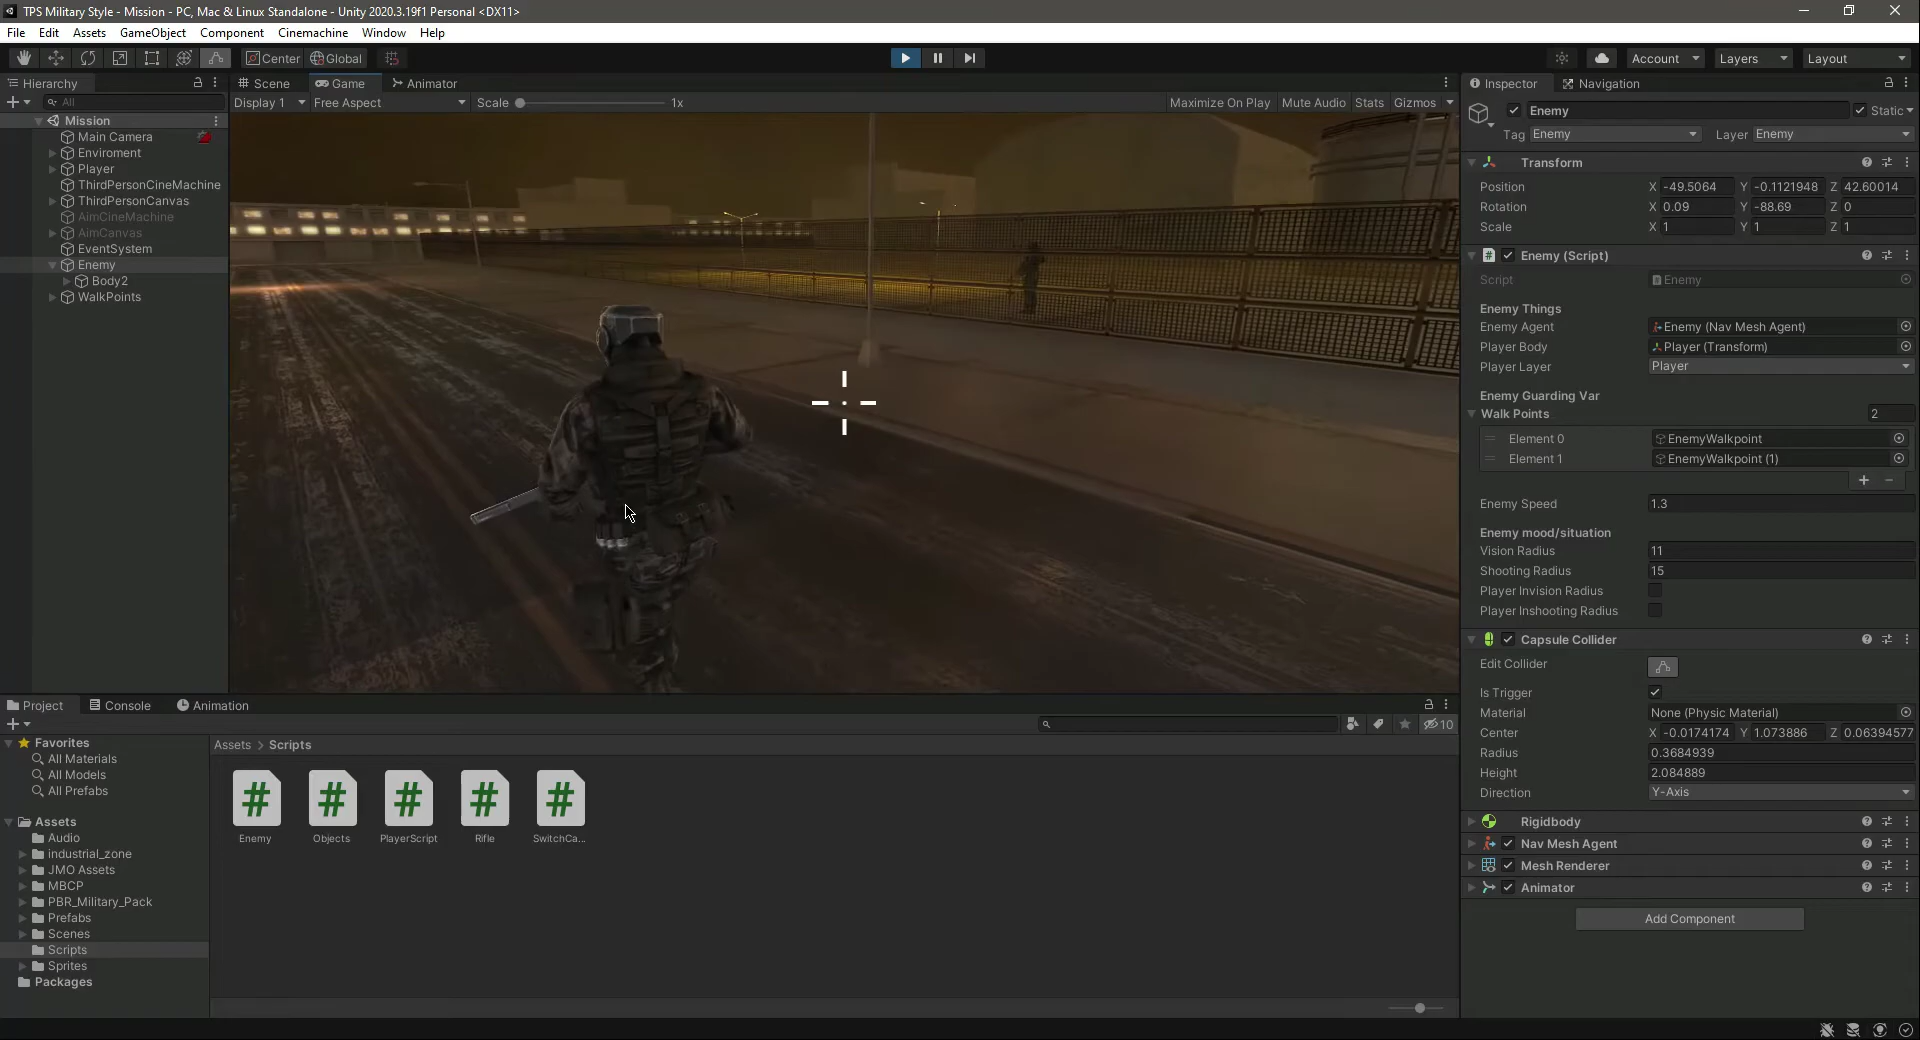 TPS Military Style - Mission - PC, Mac & Linux Standalone - Unity 2020.3.19f1 Personal <DX11>
File Edit Assets GameObject Component Cinemachine Window Help
Center Global Account Layers Layout
Hierarchy Scene Game Animator Inspector Navigation
All Display 1 Free Aspect Scale 1x Maximize On Play Mute Audio Stats Gizmos
Mission
Main Camera
Enviroment
Player
ThirdPersonCineMachine
ThirdPersonCanvas
AimCineMachine
AimCanvas
EventSystem
Enemy
Body2
WalkPoints
Enemy Static
Tag Enemy Layer Enemy
Transform
Position X -49.5064 Y -0.1121948 Z 42.60014
Rotation X 0.09 Y -88.69 Z 0
Scale X 1 Y 1 Z 1
Enemy (Script)
Script Enemy
Enemy Things
Enemy Agent Enemy (Nav Mesh Agent)
Player Body Player (Transform)
Player Layer Player
Enemy Guarding Var
Walk Points 2
Element 0 EnemyWalkpoint
Element 1 EnemyWalkpoint (1)
Enemy Speed 1.3
Enemy mood/situation
Vision Radius 11
Shooting Radius 15
Player Invision Radius
Player Inshooting Radius
Capsule Collider
Edit Collider
Is Trigger
Material None (Physic Material)
Center X -0.0174174 Y 1.073886 Z 0.06394577
Radius 0.3684939
Height 2.084889
Direction Y-Axis
Rigidbody
Nav Mesh Agent
Mesh Renderer
Animator
Add Component
Project Console Animation
10
Favorites
All Materials
All Models
All Prefabs
Assets
Audio
industrial_zone
JMO Assets
MBCP
PBR_Military_Pack
Prefabs
Scenes
Scripts
Sprites
Packages
Assets > Scripts
Enemy Objects PlayerScript Rifle SwitchCa...